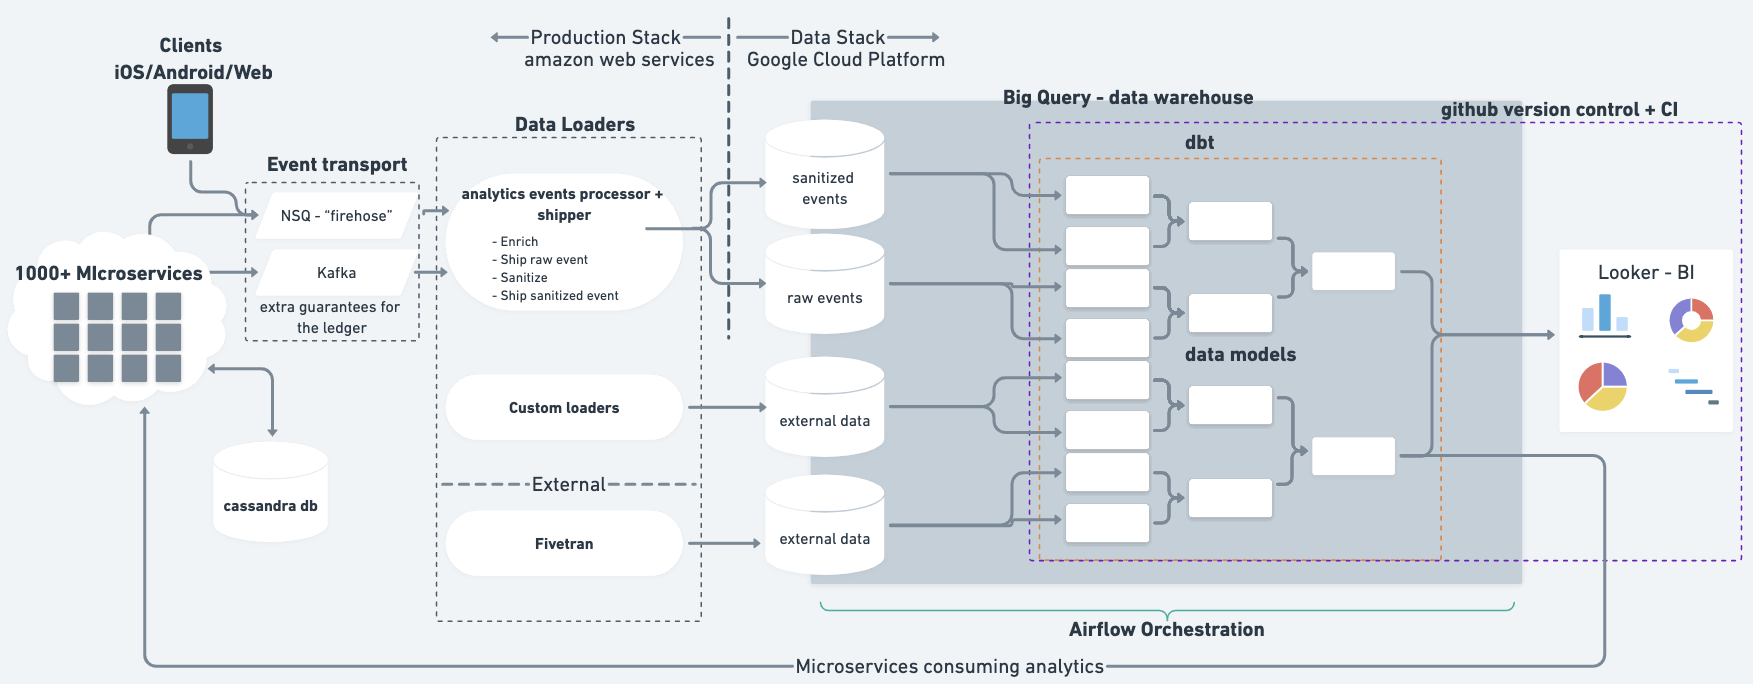 Clients
iOS/Android/Web
Production Stack
amazon web services
Data Stack
Google Cloud Platform
Big Query - data warehouse
github version control + CI
Data Loaders
dbt
Event transport
NSQ - “firehose”
Kafka
extra guarantees for
the ledger
1000+ MIcroservices
cassandra db
analytics events processor +
shipper
- Enrich
- Ship raw event
- Sanitize
- Ship sanitized event
Custom loaders
External
Fivetran
sanitized
events
raw events
external data
external data
data models
Looker - BI
Airflow Orchestration
Microservices consuming analytics